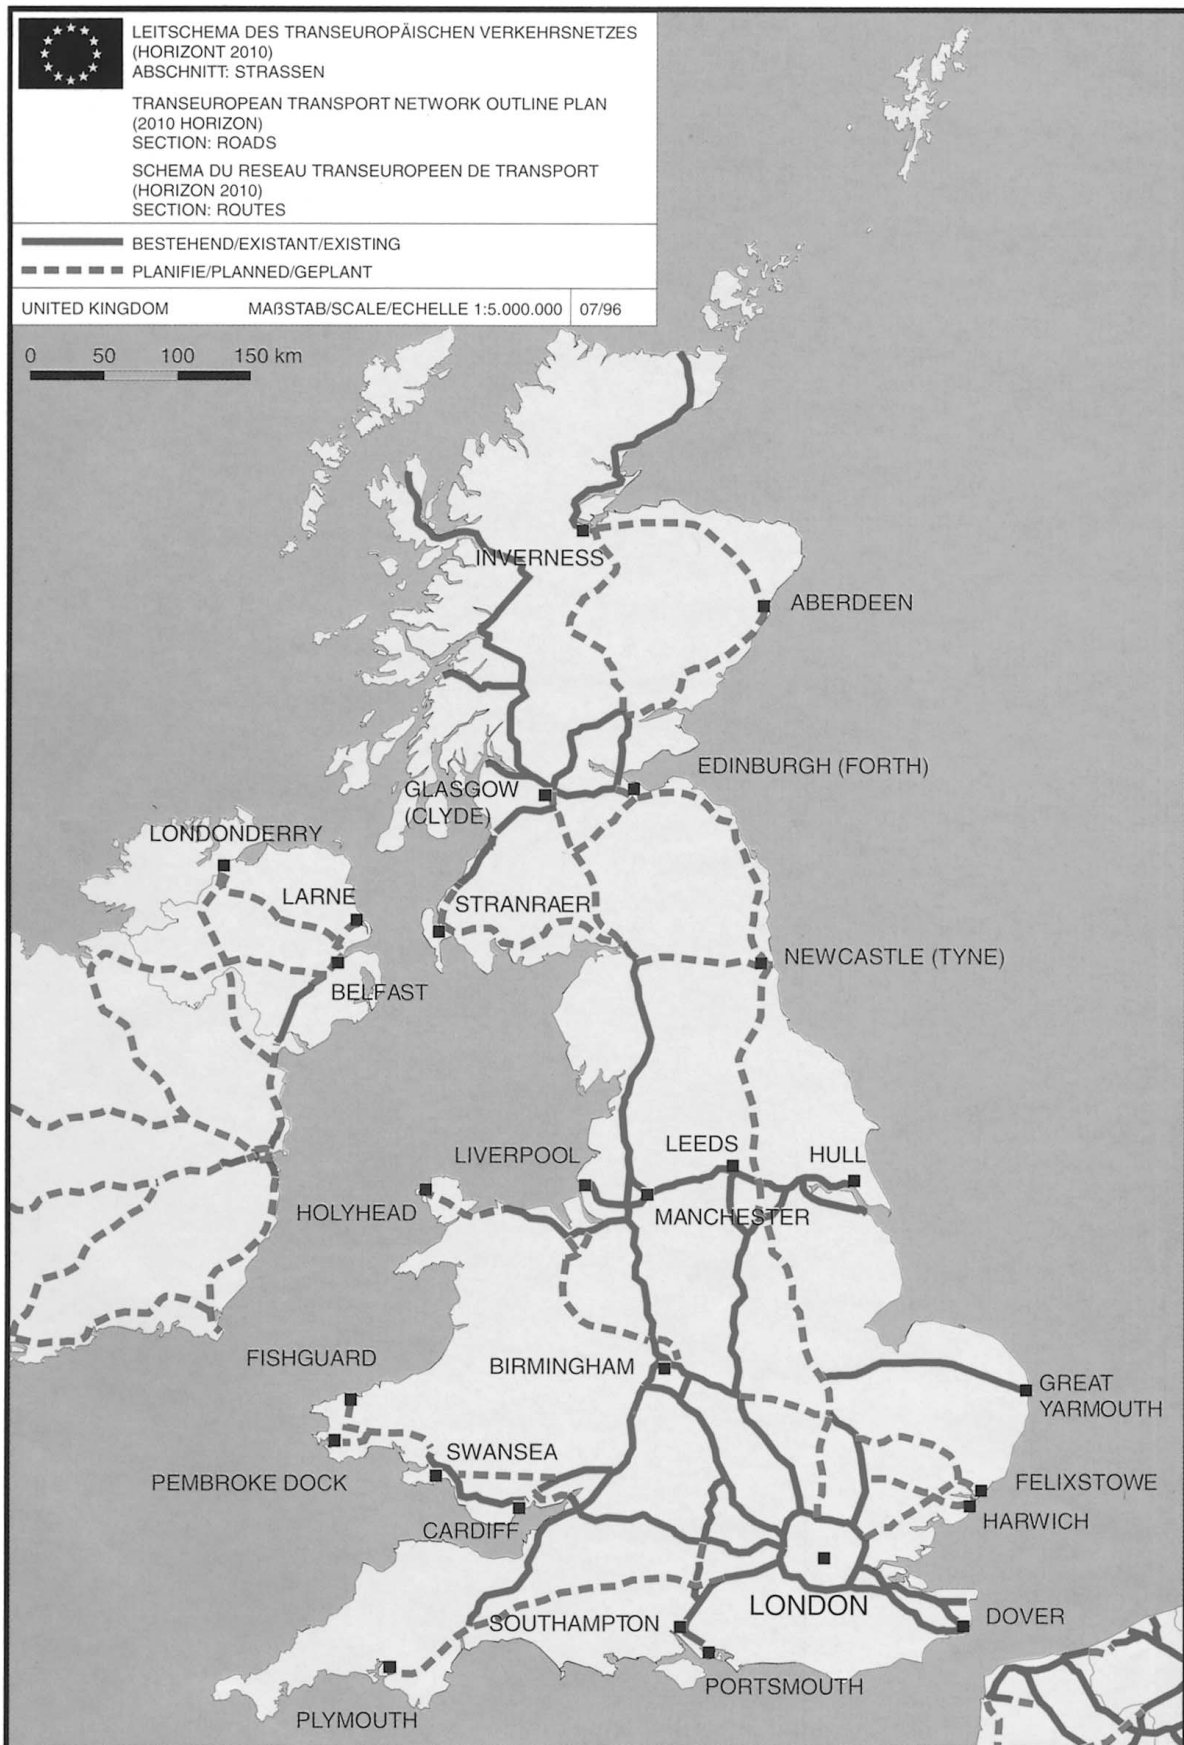 LEITSCHEMA DES TRANSEUROPÄISCHEN VERKEHRSNETZES
(HORIZONT 2010)
ABSCHNITT: STRASSEN
TRANSEUROPEAN TRANSPORT NETWORK OUTLINE PLAN
(2010 HORIZON)
SECTION: ROADS
SCHEMA DU RESEAU TRANSEUROPEEN DE TRANSPORT
(HORIZON 2010)
SECTION: ROUTES
BESTEHEND/EXISTANT/EXISTING
PLANIFIE/PLANNED/GEPLANT
UNITED KINGDOM MAßSTAB/SCALE/ECHELLE 1:5.000.000 07/96
0 50 100 150 km
INVERNESS
ABERDEEN
EDINBURGH (FORTH)
GLASGOW
(CLYDE)
LONDONDERRY
LARNE
STRANRAER
NEWCASTLE (TYNE)
BELFAST
LIVERPOOL
LEEDS
HULL
HOLYHEAD
MANCHESTER
FISHGUARD
BIRMINGHAM
GREAT
YARMOUTH
SWANSEA
PEMBROKE DOCK
FELIXSTOWE
CARDIFF
HARWICH
LONDON
SOUTHAMPTON
DOVER
PORTSMOUTH
PLYMOUTH